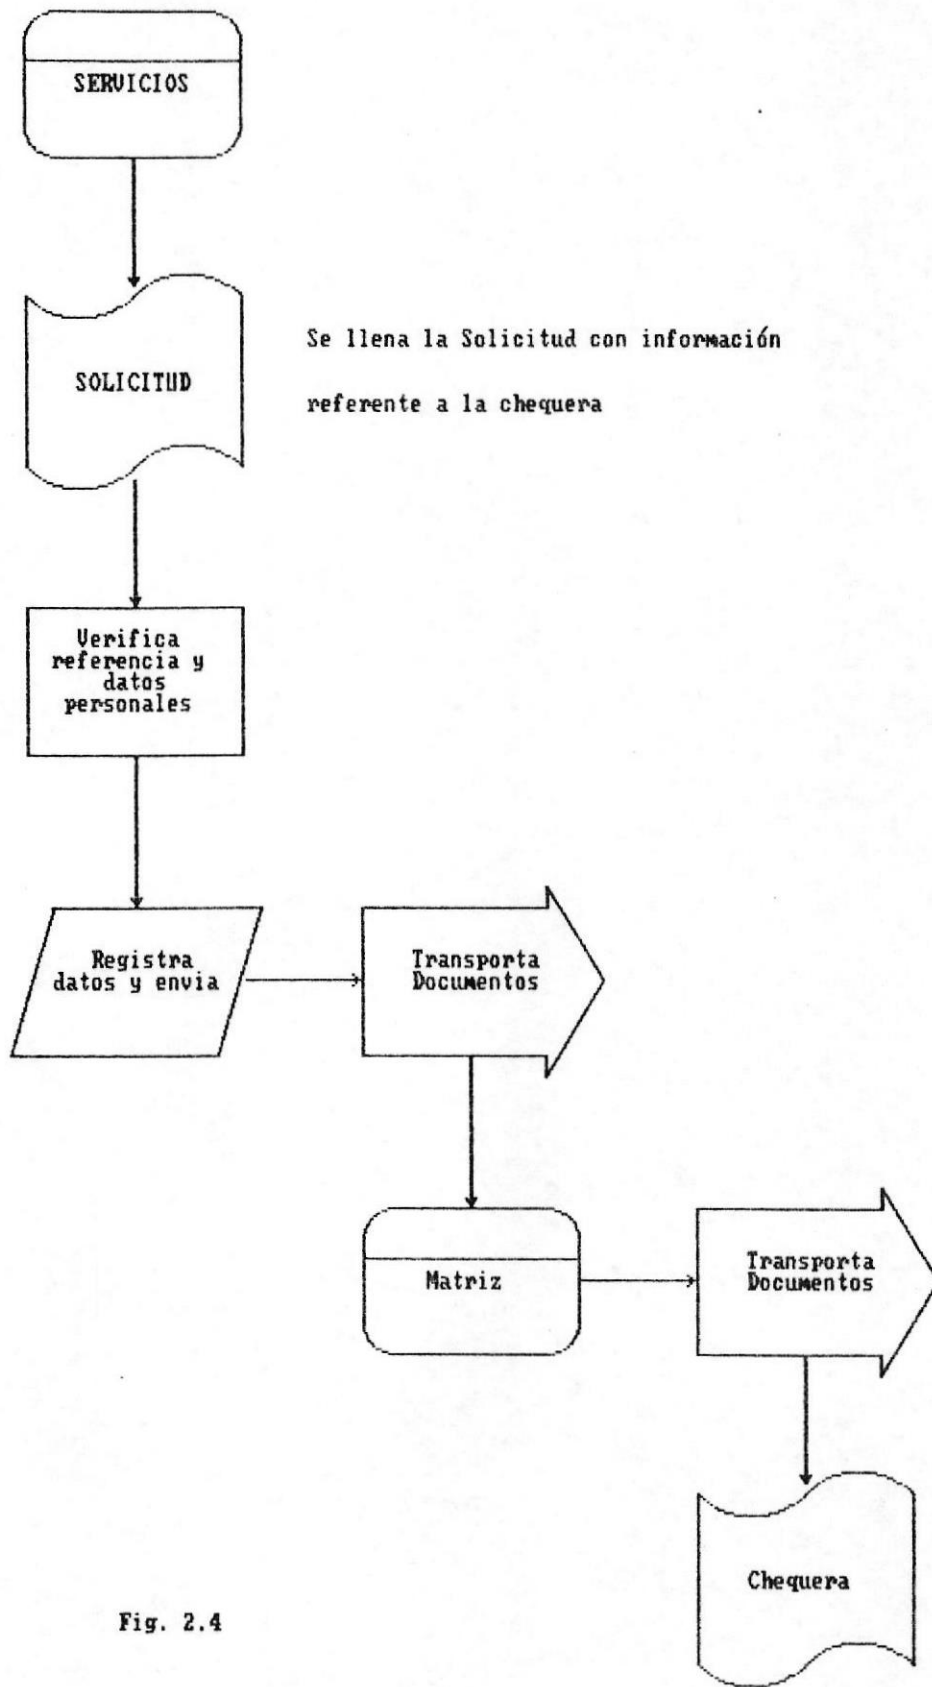 SERVICIOS
SOLICITUD
Se llena la Solicitud con información
referente a la chequera
Verifica
referencia y
datos
personales
Registra
datos y envia
Transporta
Documentos
Matriz
Transporta
Documentos
Chequera
Fig. 2.4